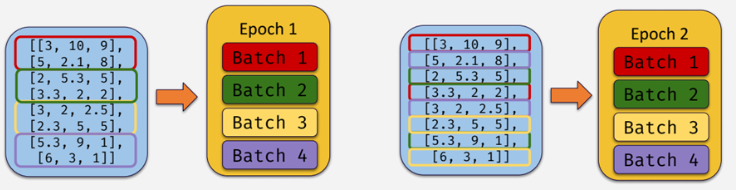 [[3, 10, 9],
[5, 2.1, 8],
[2, 5.3, 5],
[3.3, 2, 2],
[3, 2, 2.5],
[2.3, 5, 5],
[5.3, 9, 1],
[6, 3, 1]]
Epoch 1
Batch 1
Batch 2
Batch 3
Batch 4
[[3, 10, 9],
[5, 2.1, 8],
[2, 5.3, 5],
[3.3, 2, 2],
[3, 2, 2.5],
[2.3, 5, 5],
[5.3, 9, 1],
[6, 3, 1]]
Epoch 2
Batch 1
Batch 2
Batch 3
Batch 4